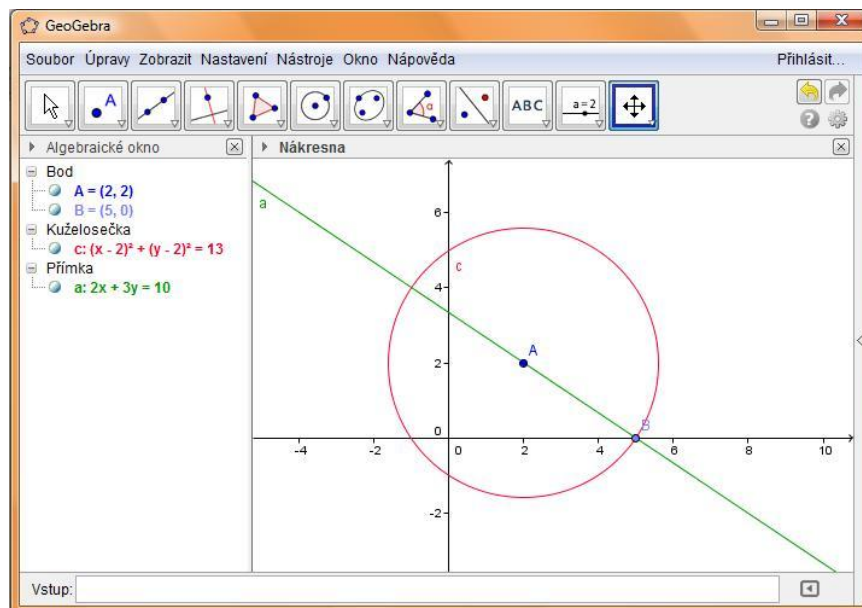 GeoGebra
Soubor Úpravy Zobrazit Nastavení Nástroje Okno Nápověda Přihlásit...
A α ABC a=2
Algebraické okno
Bod
A = (2, 2)
B = (5, 0)
Kuželosečka
c: (x - 2)² + (y - 2)² = 13
Přímka
a: 2x + 3y = 10
Nákresna
a
6
c
4
A
2
B
0
-4 -2 0 2 4 6 8 10
-2
Vstup: